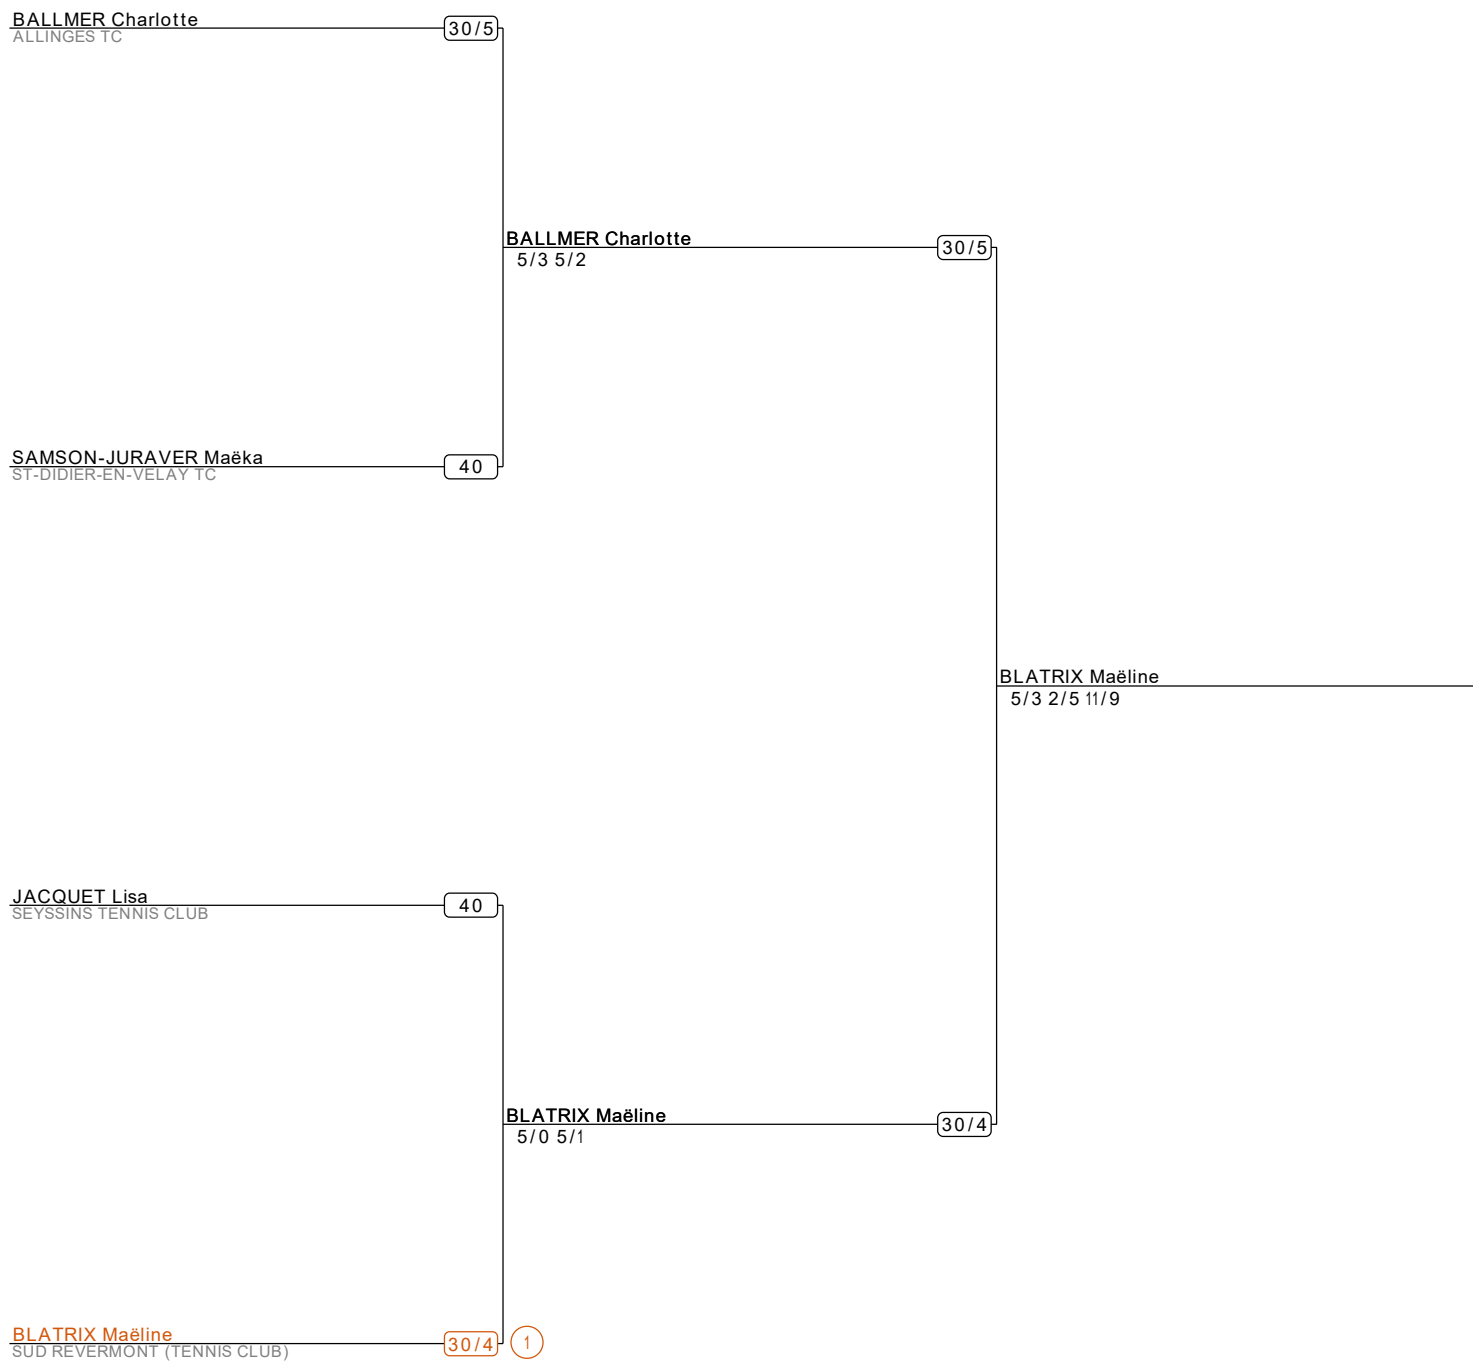 BALLMER Charlotte
30/5
ALLINGES TC
BALLMER Charlotte
30/5
5/3 5/2
SAMSON-JURAVER Maëka
40
ST-DIDIER-EN-VELAY TC
BLATRIX Maëline
5/3 2/5 11/9
JACQUET Lisa
40
SEYSSINS TENNIS CLUB
BLATRIX Maëline
30/4
5/0 5/1
BLATRIX Maëline
30/4
1
SUD REVERMONT (TENNIS CLUB)